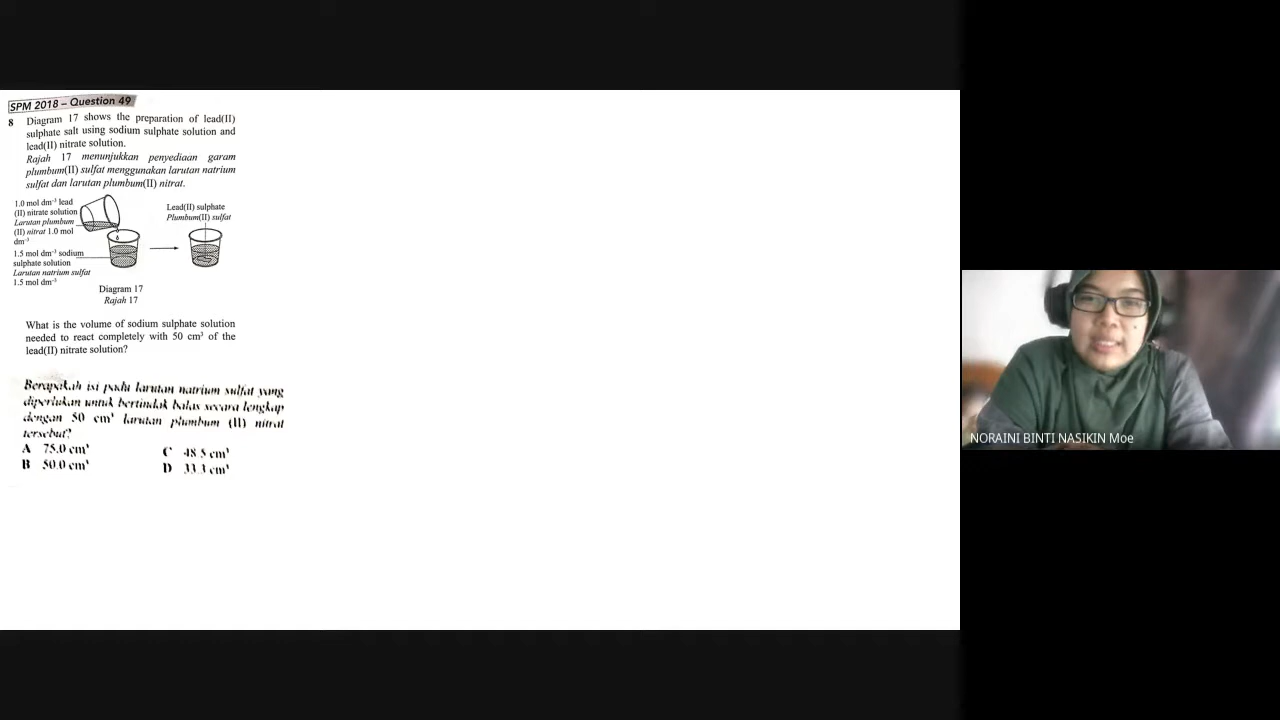 SPM 2018 – Question 49
8 Diagram 17 shows the preparation of lead(II)
sulphate salt using sodium sulphate solution and
lead(II) nitrate solution.
Rajah 17 menunjukkan penyediaan garam
plumbum(II) sulfat menggunakan larutan natrium
sulfat dan larutan plumbum(II) nitrat.
1.0 mol dm⁻³ lead
(II) nitrate solution
Larutan plumbum
(II) nitrat 1.0 mol
dm⁻³
1.5 mol dm⁻³ sodium
sulphate solution
Larutan natrium sulfat
1.5 mol dm⁻³
Lead(II) sulphate
Plumbum(II) sulfat
Diagram 17
Rajah 17
What is the volume of sodium sulphate solution
needed to react completely with 50 cm³ of the
lead(II) nitrate solution?
Berapakah isi padu larutan natrium sulfat yang
diperlukan untuk bertindak balas secara lengkap
dengan 50 cm³ larutan plumbum (II) nitrat
tersebut?
A 75.0 cm³
B 50.0 cm³
C 48.5 cm³
D 33.3 cm³
NORAINI BINTI NASIKIN Moe